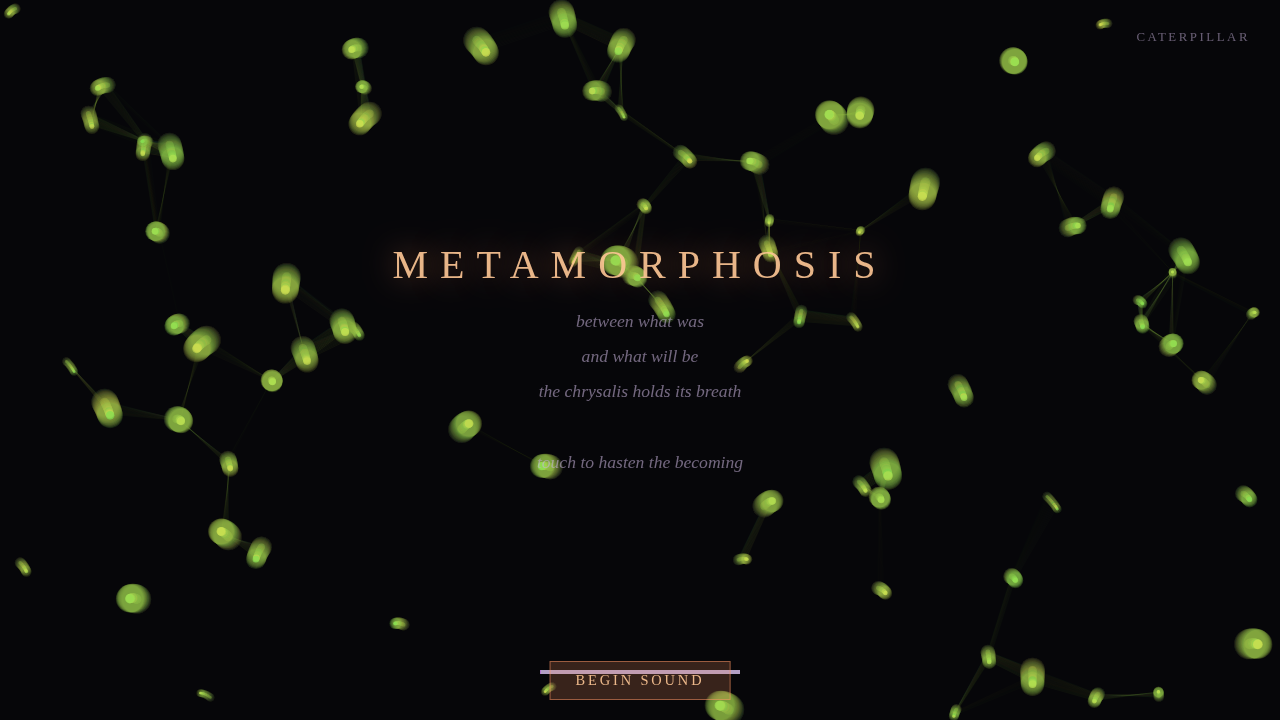 CATERPILLAR
METAMORPHOSIS
between what was
and what will be
the chrysalis holds its breath
touch to hasten the becoming
BEGIN SOUND